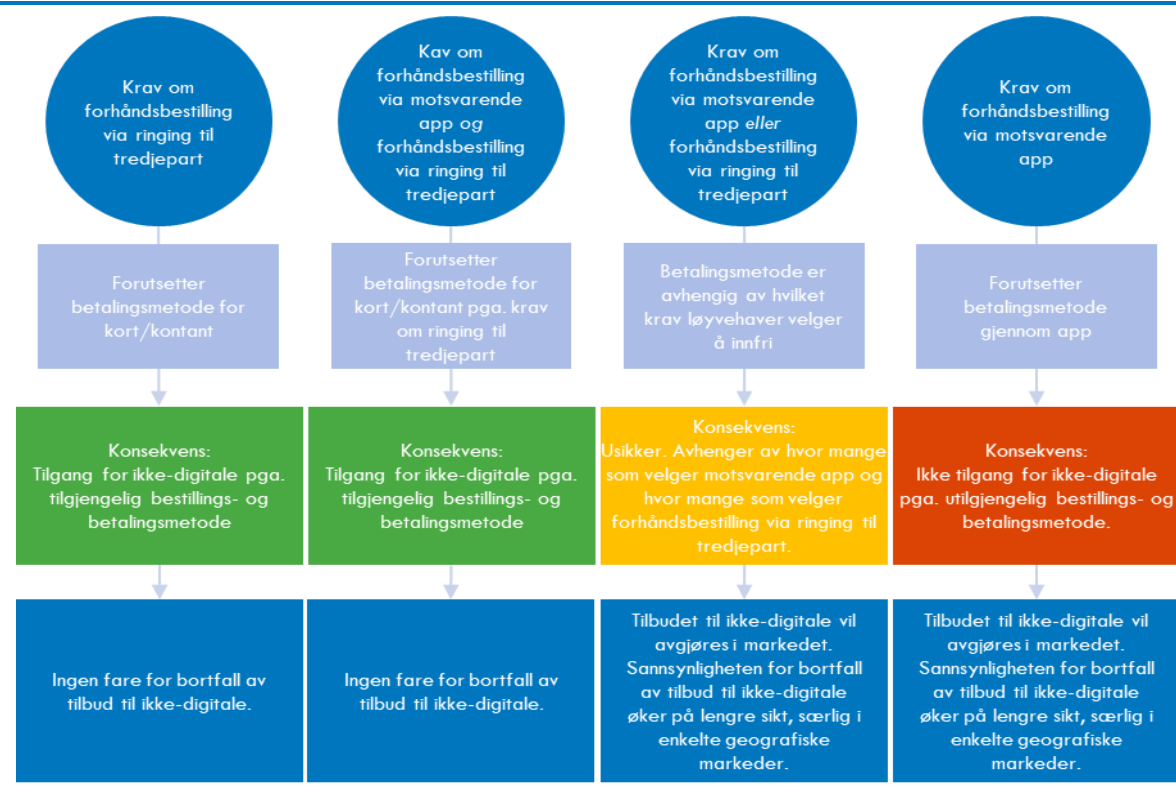 Krav om
forhåndsbestilling
via ringing til
tredjepart
Kav om
forhåndsbestilling
via motsvarende
app og
forhåndsbestilling
via ringing til
tredjepart
Krav om
forhåndsbestilling
via motsvarende
app eller
forhåndsbestilling
via ringing til
tredjepart
Krav om
forhåndsbestilling
via motsvarende
app
Forutsetter
betalingsmetode for
kort/kontant
Forutsetter
betalingsmetode for
kort/kontant pga. krav
om ringing til
tredjepart
Betalingsmetode er
avhengig av hvilket
krav løyvehaver velger
å innfri
Forutsetter
betalingsmetode
gjennom app
Konsekvens:
Tilgang for ikke-digitale pga.
tilgjengelig bestillings- og
betalingsmetode
Konsekvens:
Tilgang for ikke-digitale pga.
tilgjengelig bestillings- og
betalingsmetode
Konsekvens:
Usikker. Avhenger av hvor mange
som velger motsvarende app og
hvor mange som velger
forhåndsbestilling via ringing til
tredjepart.
Konsekvens:
Ikke tilgang for ikke-digitale
pga. utilgjengelig bestillings- og
betalingsmetode.
Ingen fare for bortfall av
tilbud til ikke-digitale.
Ingen fare for bortfall av
tilbud til ikke-digitale.
Tilbudet til ikke-digitale vil
avgjøres i markedet.
Sannsynligheten for bortfall
av tilbud til ikke-digitale
øker på lengre sikt, særlig i
enkelte geografiske
markeder.
Tilbudet til ikke-digitale vil
avgjøres i markedet.
Sannsynligheten for bortfall
av tilbud til ikke-digitale
øker på lengre sikt, særlig i
enkelte geografiske
markeder.